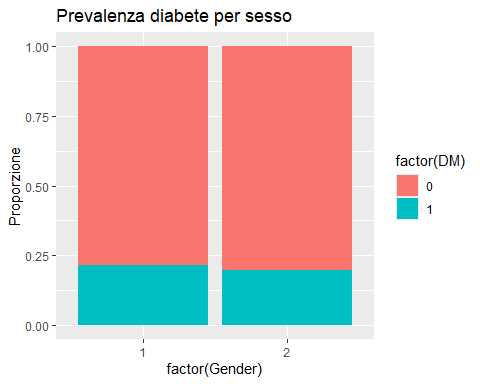 Prevalenza diabete per sesso
Proporzione
1.00
0.75
0.50
0.25
0.00
1
2
factor(Gender)
factor(DM)
0
1